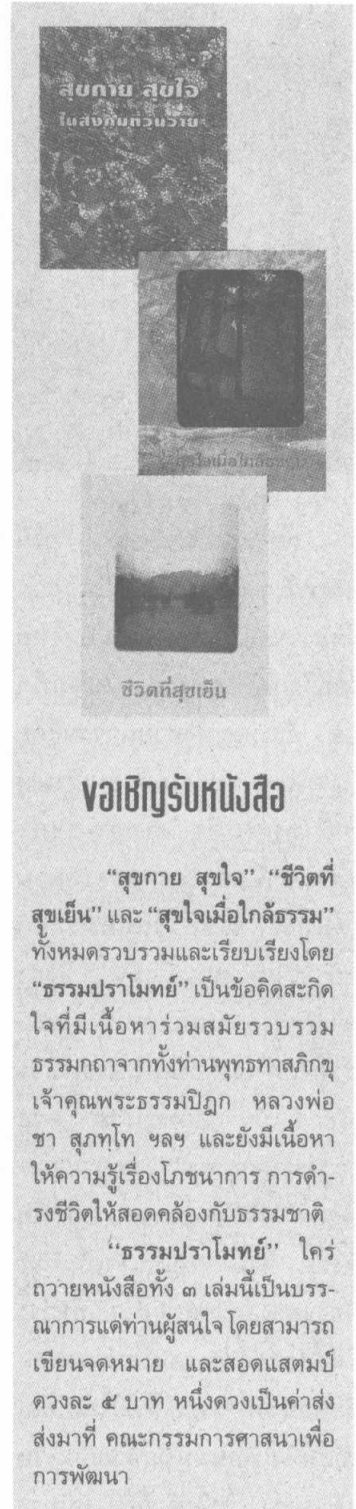 สุขกาย สุขใจ
ในสังคมที่วุ่นวาย
ชีวิตที่สุขเย็น
ขอเชิญรับหนังสือ
“สุขกาย สุขใจ” “ชีวิตที่
สุขเย็น” และ “สุขใจเมื่อใกล้ธรรม”
ทั้งหมดรวบรวมและเรียบเรียงโดย
“ธรรมปราโมทย์” เป็นข้อคิดสะกิด
ใจที่มีเนื้อหาร่วมสมัยรวบรวม
ธรรมกถาจากทั้งท่านพุทธทาสภิกขุ
เจ้าคุณพระธรรมปิฎก หลวงพ่อ
ชา สุภทฺโท ฯลฯ และยังมีเนื้อหา
ให้ความรู้เรื่องโภชนาการ การดำ-
รงชีวิตให้สอดคล้องกับธรรมชาติ
“ธรรมปราโมทย์” ใคร่
ถวายหนังสือทั้ง ๓ เล่มนี้เป็นบรร-
ณาการแด่ท่านผู้สนใจ โดยสามารถ
เขียนจดหมาย และสอดแสตมป์
ดวงละ ๕ บาท หนึ่งดวงเป็นค่าส่ง
ส่งมาที่ คณะกรรมการศาสนาเพื่อ
การพัฒนา